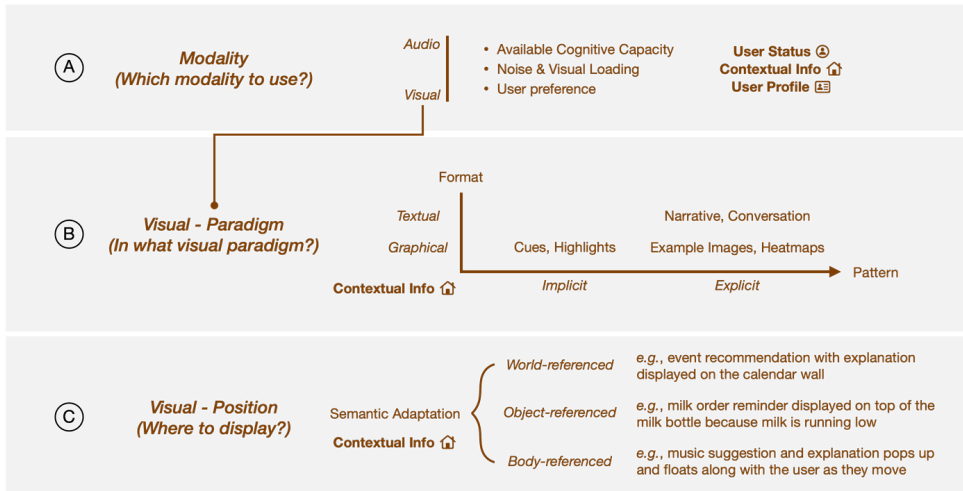 A
Modality
(Which modality to use?)
Audio
Visual
• Available Cognitive Capacity
• Noise & Visual Loading
• User preference
User Status
Contextual Info
User Profile
B
Visual - Paradigm
(In what visual paradigm?)
Format
Textual
Graphical
Narrative, Conversation
Cues, Highlights
Example Images, Heatmaps
Pattern
Implicit
Explicit
Contextual Info
C
Visual - Position
(Where to display?)
Semantic Adaptation
Contextual Info
World-referenced
e.g., event recommendation with explanation
displayed on the calendar wall
Object-referenced
e.g., milk order reminder displayed on top of the
milk bottle because milk is running low
Body-referenced
e.g., music suggestion and explanation pops up
and floats along with the user as they move